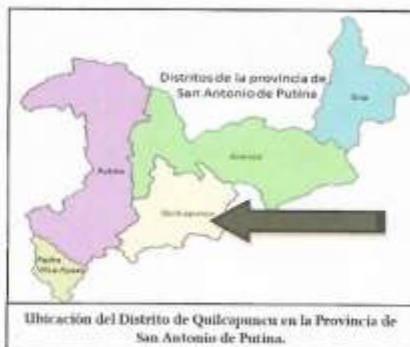 Distritos de la provincia de
San Antonio de Putina
Sina
Ananea
Putina
Quilcapuncu
Pedro
Vilca Apaza
Ubicación del Distrito de Quilcapuncu en la Provincia de
San Antonio de Putina.